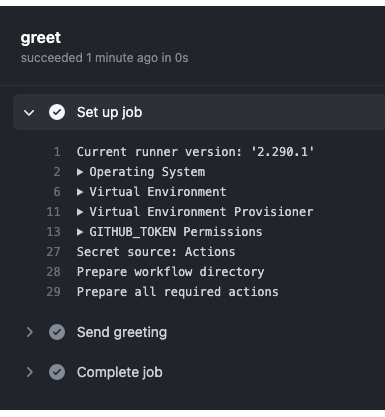 greet
succeeded 1 minute ago in 0s
Set up job
1 Current runner version: '2.290.1'
2 Operating System
6 Virtual Environment
11 Virtual Environment Provisioner
13 GITHUB_TOKEN Permissions
27 Secret source: Actions
28 Prepare workflow directory
29 Prepare all required actions
Send greeting
Complete job